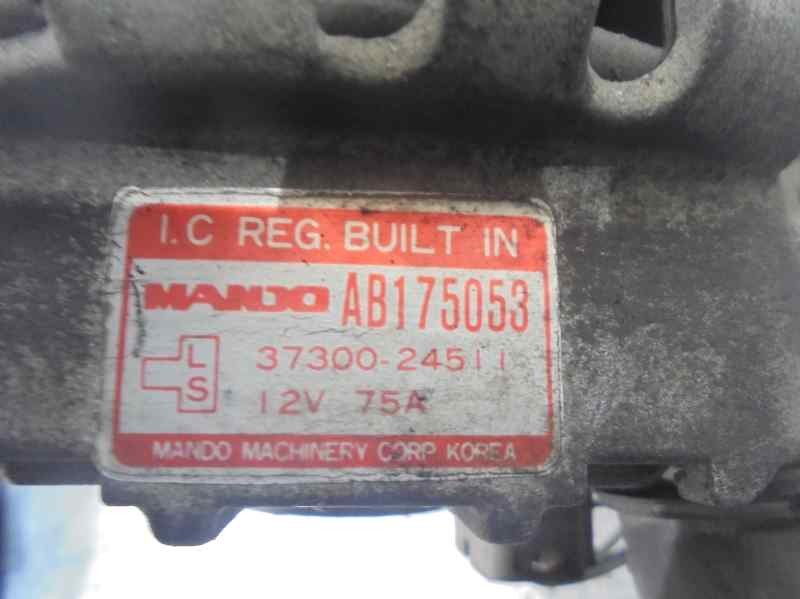 I.C REG. BUILT IN
MANDO AB175053
L 37300-24511
S 12V 75A
MANDO MACHINERY CORP KOREA